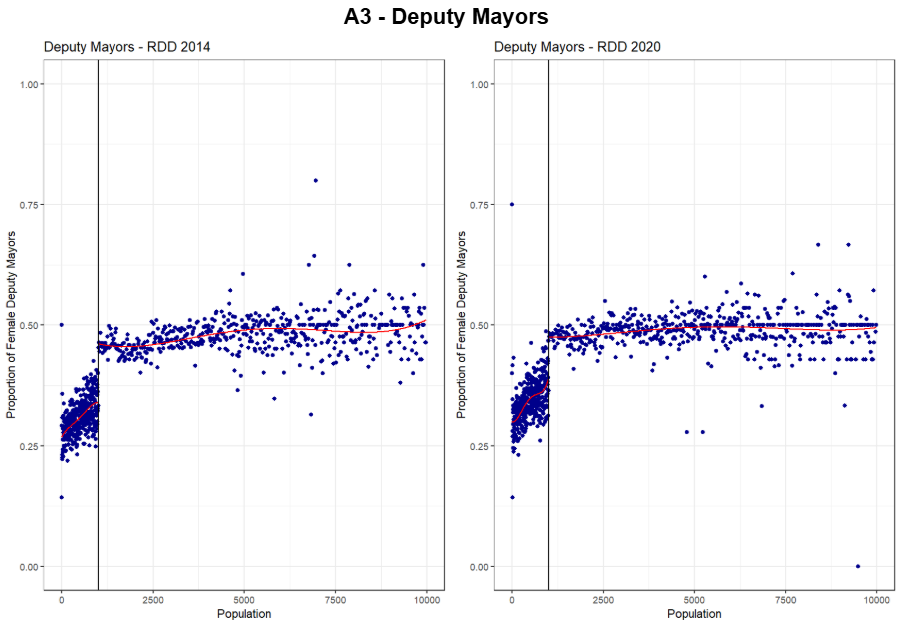 A3 - Deputy Mayors
Deputy Mayors - RDD 2014
Proportion of Female Deputy Mayors
1.00
0.75
0.50
0.25
0.00
0 2500 5000 7500 10000
Population
Deputy Mayors - RDD 2020
Proportion of Female Deputy Mayors
1.00
0.75
0.50
0.25
0.00
0 2500 5000 7500 10000
Population